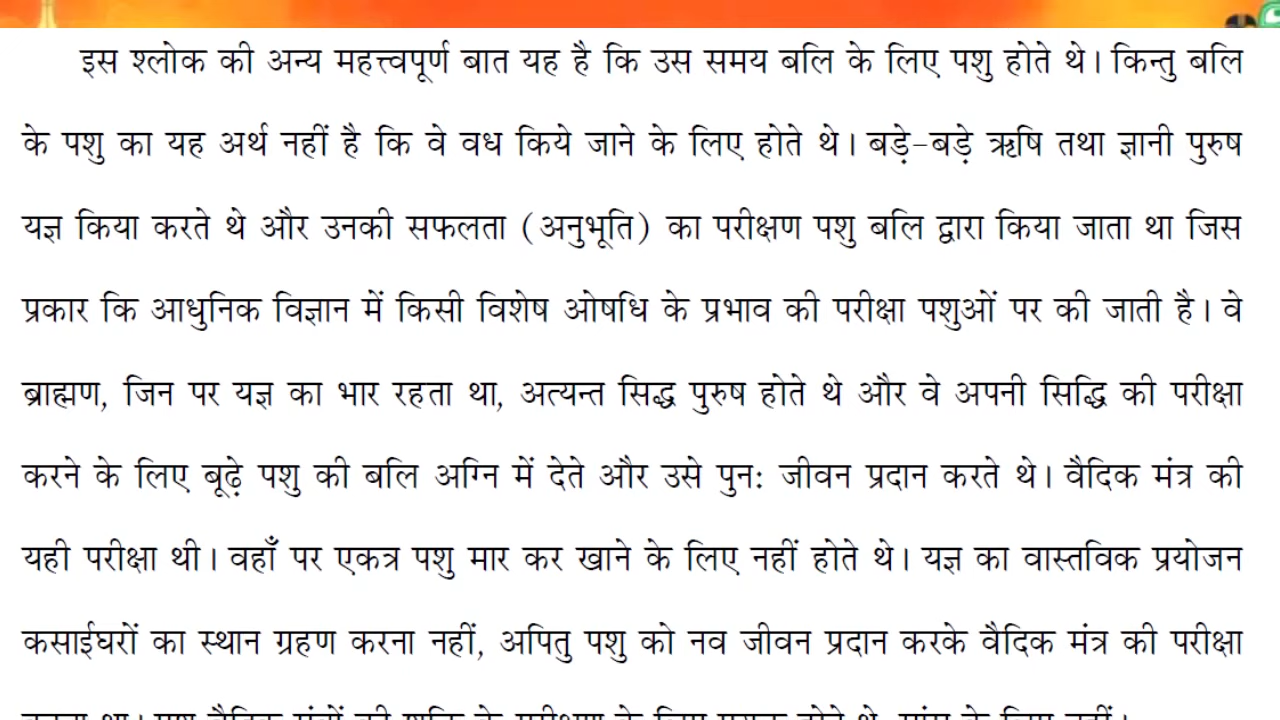 इस श्लोक की अन्य महत्त्वपूर्ण बात यह है कि उस समय बलि के लिए पशु होते थे। किन्तु बलि
के पशु का यह अर्थ नहीं है कि वे वध किये जाने के लिए होते थे। बड़े-बड़े ऋषि तथा ज्ञानी पुरुष
यज्ञ किया करते थे और उनकी सफलता (अनुभूति) का परीक्षण पशु बलि द्वारा किया जाता था जिस
प्रकार कि आधुनिक विज्ञान में किसी विशेष ओषधि के प्रभाव की परीक्षा पशुओं पर की जाती है। वे
ब्राह्मण, जिन पर यज्ञ का भार रहता था, अत्यन्त सिद्ध पुरुष होते थे और वे अपनी सिद्धि की परीक्षा
करने के लिए बूढ़े पशु की बलि अग्नि में देते और उसे पुनः जीवन प्रदान करते थे। वैदिक मंत्र की
यही परीक्षा थी। वहाँ पर एकत्र पशु मार कर खाने के लिए नहीं होते थे। यज्ञ का वास्तविक प्रयोजन
कसाईघरों का स्थान ग्रहण करना नहीं, अपितु पशु को नव जीवन प्रदान करके वैदिक मंत्र की परीक्षा